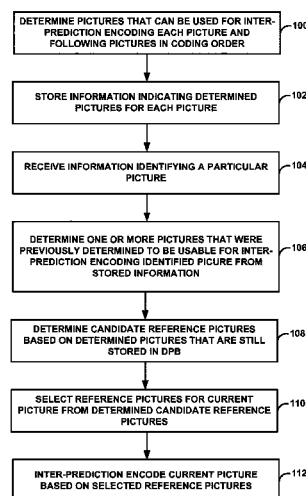 DETERMINE PICTURES THAT CAN BE USED FOR INTER-
PREDICTION ENCODING EACH PICTURE AND
FOLLOWING PICTURES IN CODING ORDER
100
STORE INFORMATION INDICATING DETERMINED
PICTURES FOR EACH PICTURE
102
RECEIVE INFORMATION IDENTIFYING A PARTICULAR
PICTURE
104
DETERMINE ONE OR MORE PICTURES THAT WERE
PREVIOUSLY DETERMINED TO BE USABLE FOR INTER-
PREDICTION ENCODING IDENTIFIED PICURE FROM
STORED INFORMATION
106
DETERMINE CANDIDATE REFERENCE PICTURES
BASED ON DETERMINED PICTURES THAT ARE STILL
STORED IN DPB
108
SELECT REFERENCE PICTURES FOR CURRENT
PICTURE FROM DETERMINED CANDIDATE REFERENCE
PICTURES
110
INTER-PREDICTION ENCODE CURRENT PICTURE
BASED ON SELECTED REFERENCE PICTURES
112